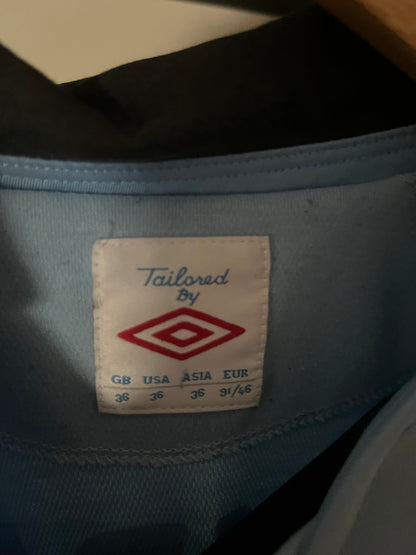 Tailored
By
GB USA ASIA EUR
36 36 36 91/46